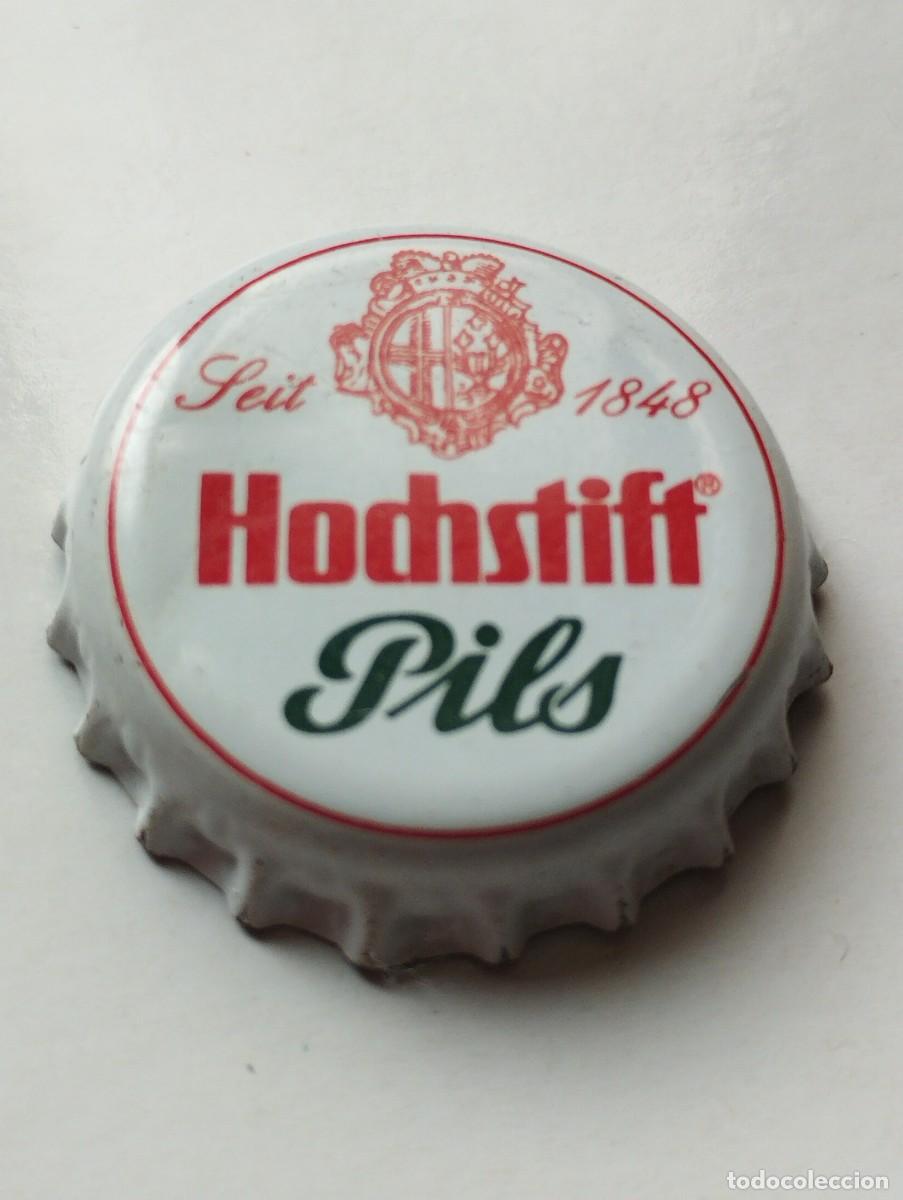 Seit 1848
Hochstift®
Pils
todocoleccion